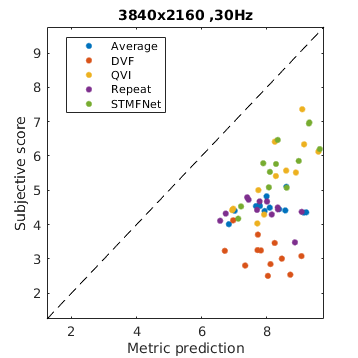 3840x2160 ,30Hz
Average
DVF
QVI
Repeat
STMFNet
Subjective score
9
8
7
6
5
4
3
2
2
4
6
8
Metric prediction